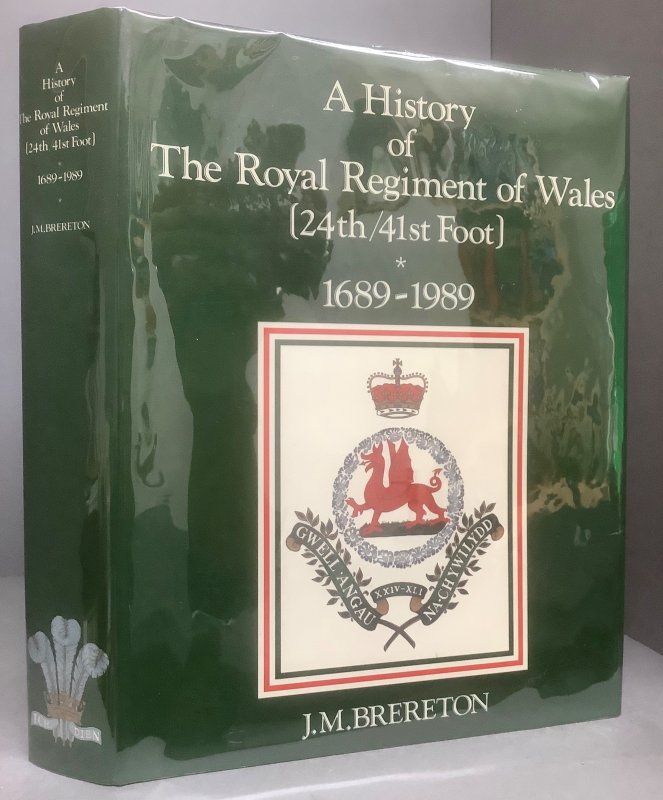 A
History
of
The Royal Regiment
of Wales
(24th 41st Foot)
*
1689-1989
*
J.M.BRERETON
ICH DIEN
A History
of
The Royal Regiment of Wales
(24th/41st Foot)
*
1689-1989
GWELL·ANGAU
XXIV-XLI
NA·CHYWILYDD
J.M.BRERETON